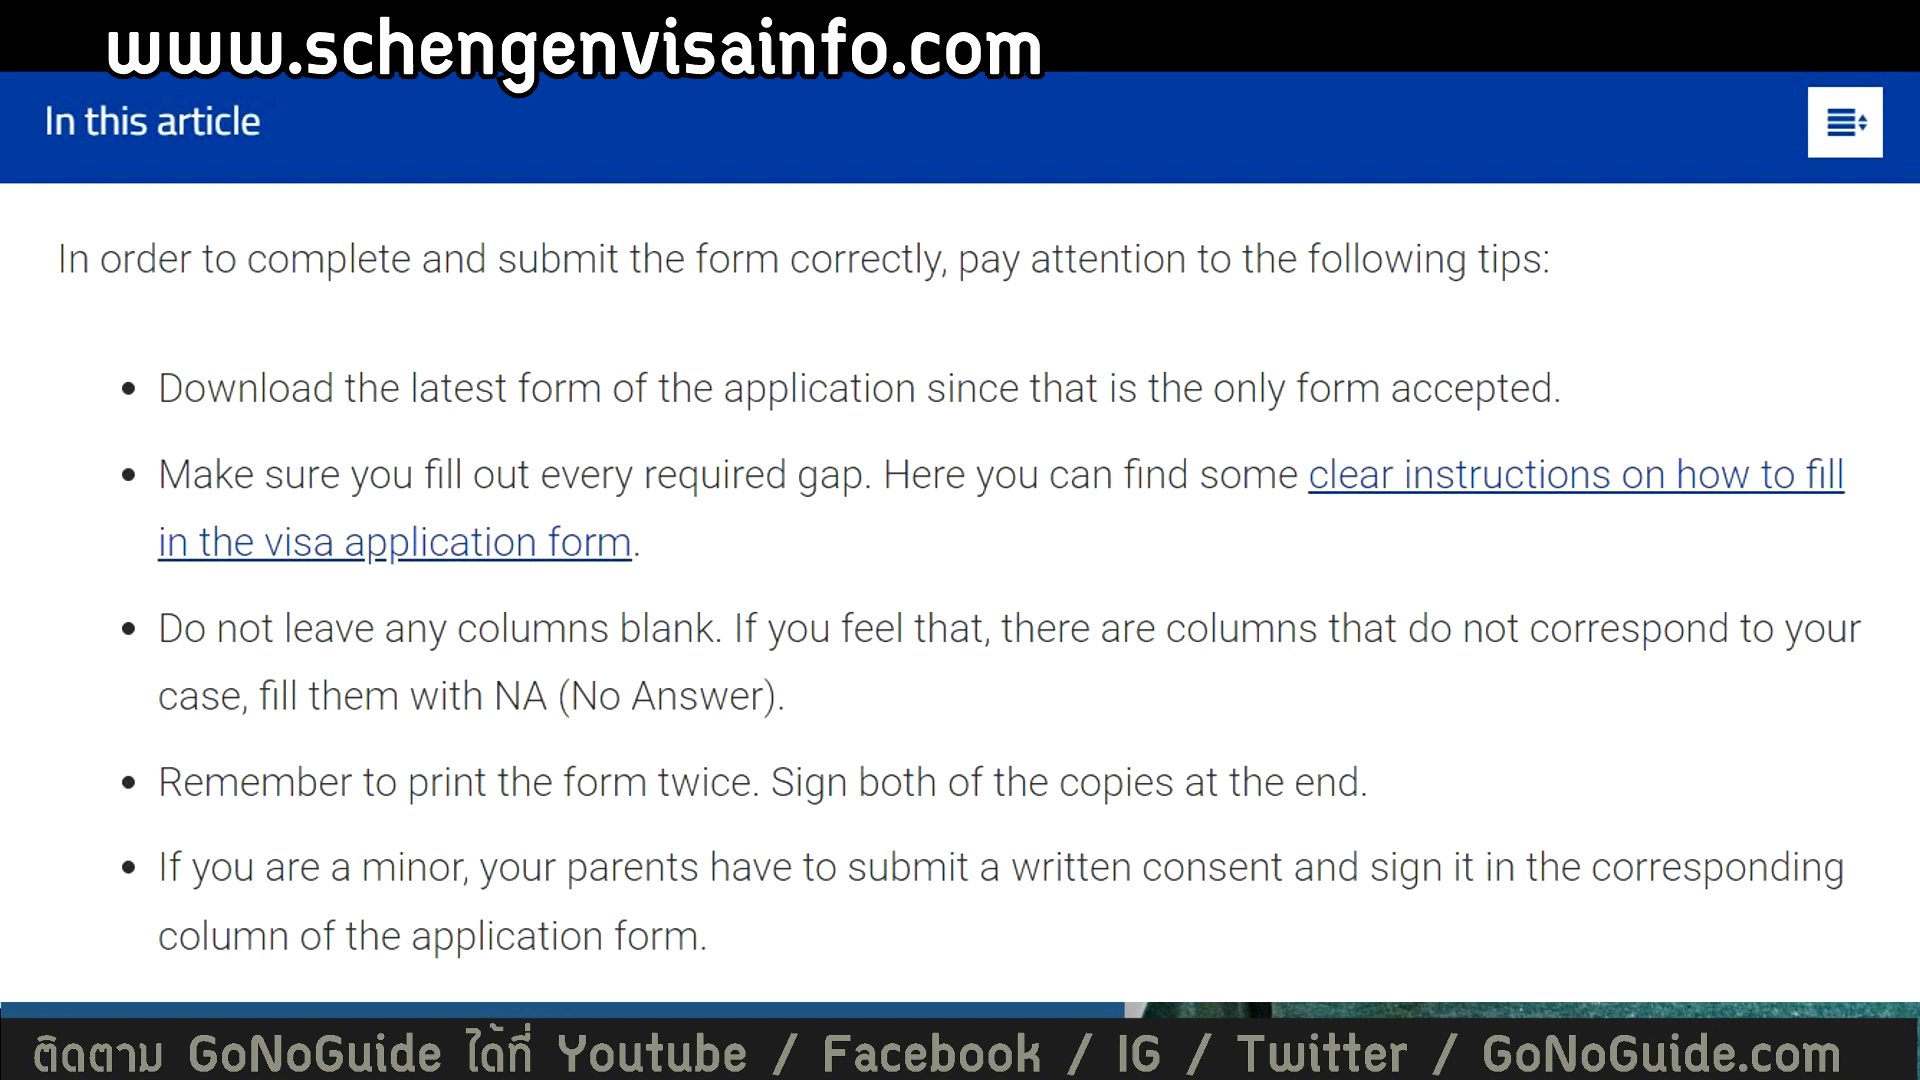 www.schengenvisainfo.com
In this article
In order to complete and submit the form correctly, pay attention to the following tips:
• Download the latest form of the application since that is the only form accepted.
• Make sure you fill out every required gap. Here you can find some clear instructions on how to fill
in the visa application form.
• Do not leave any columns blank. If you feel that, there are columns that do not correspond to your
case, fill them with NA (No Answer).
• Remember to print the form twice. Sign both of the copies at the end.
• If you are a minor, your parents have to submit a written consent and sign it in the corresponding
column of the application form.
ติดตาม GoNoGuide ได้ที่ Youtube / Facebook / IG / Twitter / GoNoGuide.com